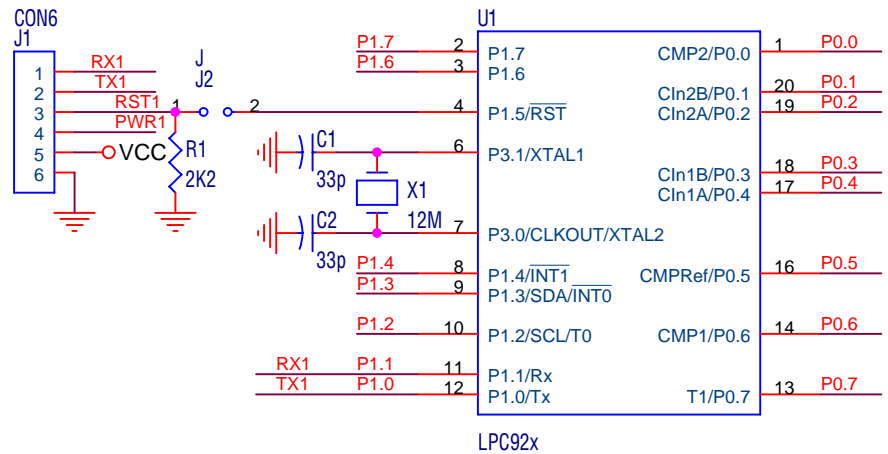 CON6
J1
1 RX1
2 TX1
3 RST1
4 PWR1
5 VCC
6
J
J2
1 2
R1
2K2
C1
33p
X1
12M
C2
33p
U1
P1.7 2 P1.7
P1.6 3 P1.6
4 P1.5/RST
6 P3.1/XTAL1
7 P3.0/CLKOUT/XTAL2
P1.4 8 P1.4/INT1
P1.3 9 P1.3/SDA/INT0
P1.2 10 P1.2/SCL/T0
RX1 P1.1 11 P1.1/Rx
TX1 P1.0 12 P1.0/Tx
CMP2/P0.0 1 P0.0
CIn2B/P0.1 20 P0.1
CIn2A/P0.2 19 P0.2
CIn1B/P0.3 18 P0.3
CIn1A/P0.4 17 P0.4
CMPRef/P0.5 16 P0.5
CMP1/P0.6 14 P0.6
T1/P0.7 13 P0.7
LPC92x